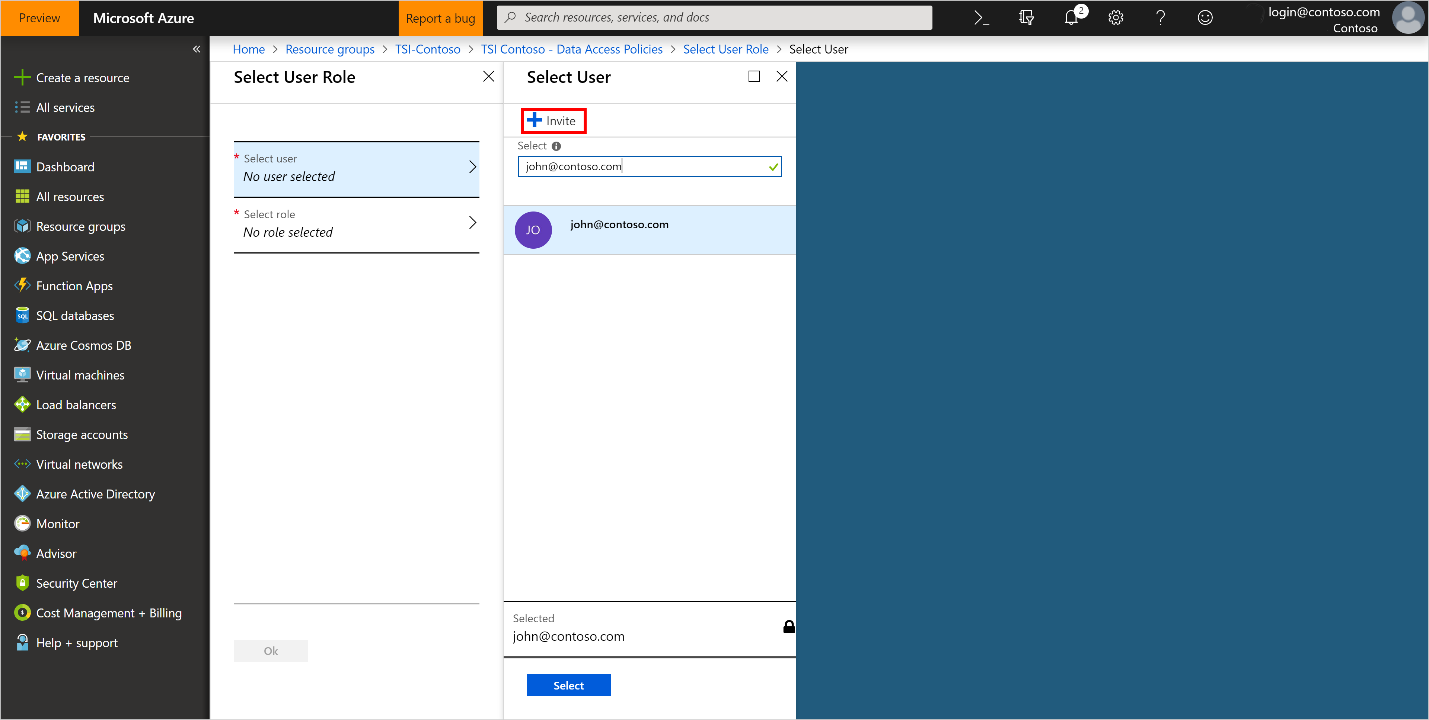 Preview
Microsoft Azure
Report a bug
Search resources, services, and docs
2
login@contoso.com
Contoso
Home > Resource groups > TSI-Contoso > TSI Contoso - Data Access Policies > Select User Role > Select User
Create a resource
All services
FAVORITES
Dashboard
All resources
Resource groups
App Services
Function Apps
SQL databases
Azure Cosmos DB
Virtual machines
Load balancers
Storage accounts
Virtual networks
Azure Active Directory
Monitor
Advisor
Security Center
Cost Management + Billing
Help + support
Select User Role
* Select user
No user selected
* Select role
No role selected
Ok
Select User
Invite
Select
john@contoso.com
JO
john@contoso.com
Selected
john@contoso.com
Select